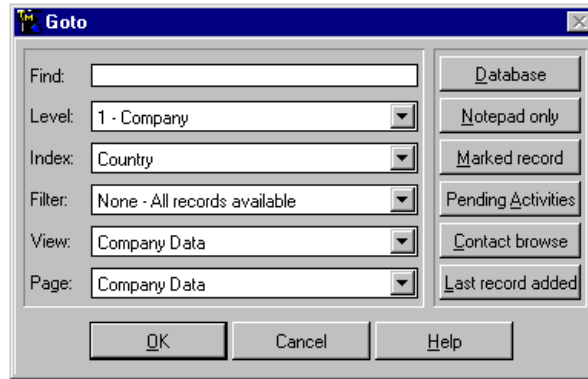 Goto
Find:
Level: 1 - Company
Index: Country
Filter: None - All records available
View: Company Data
Page: Company Data
Database
Notepad only
Marked record
Pending Activities
Contact browse
Last record added
OK Cancel Help